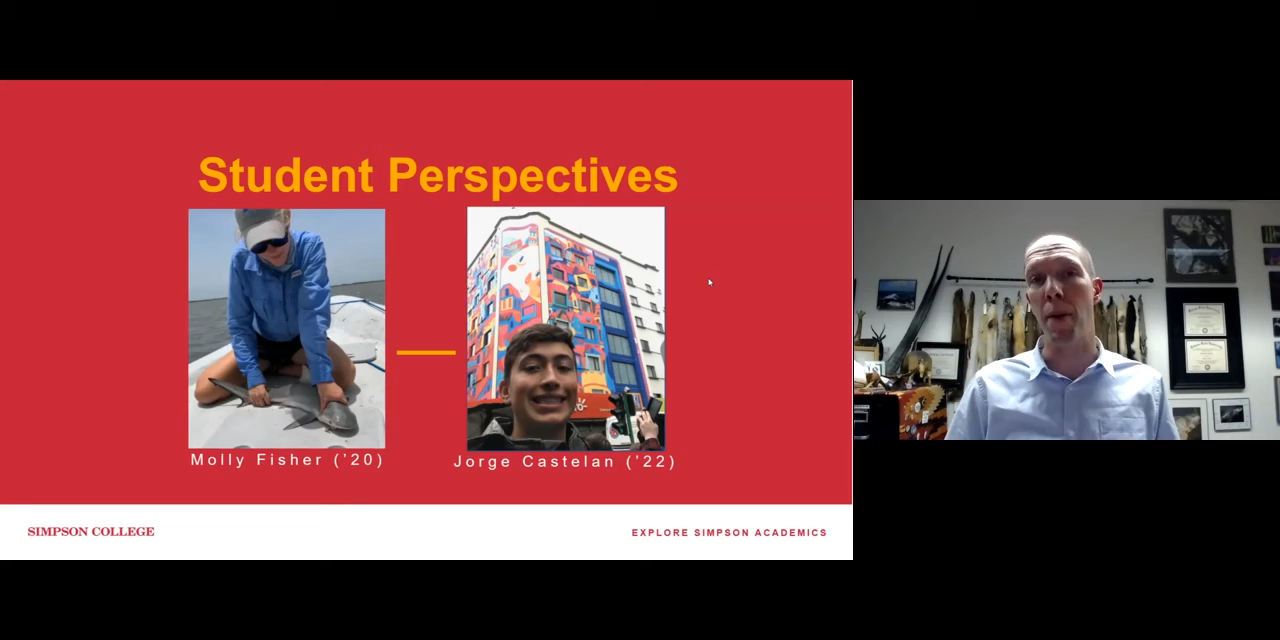 Student Perspectives
Molly Fisher ('20)
Jorge Castelan ('22)
SIMPSON COLLEGE
EXPLORE SIMPSON ACADEMICS